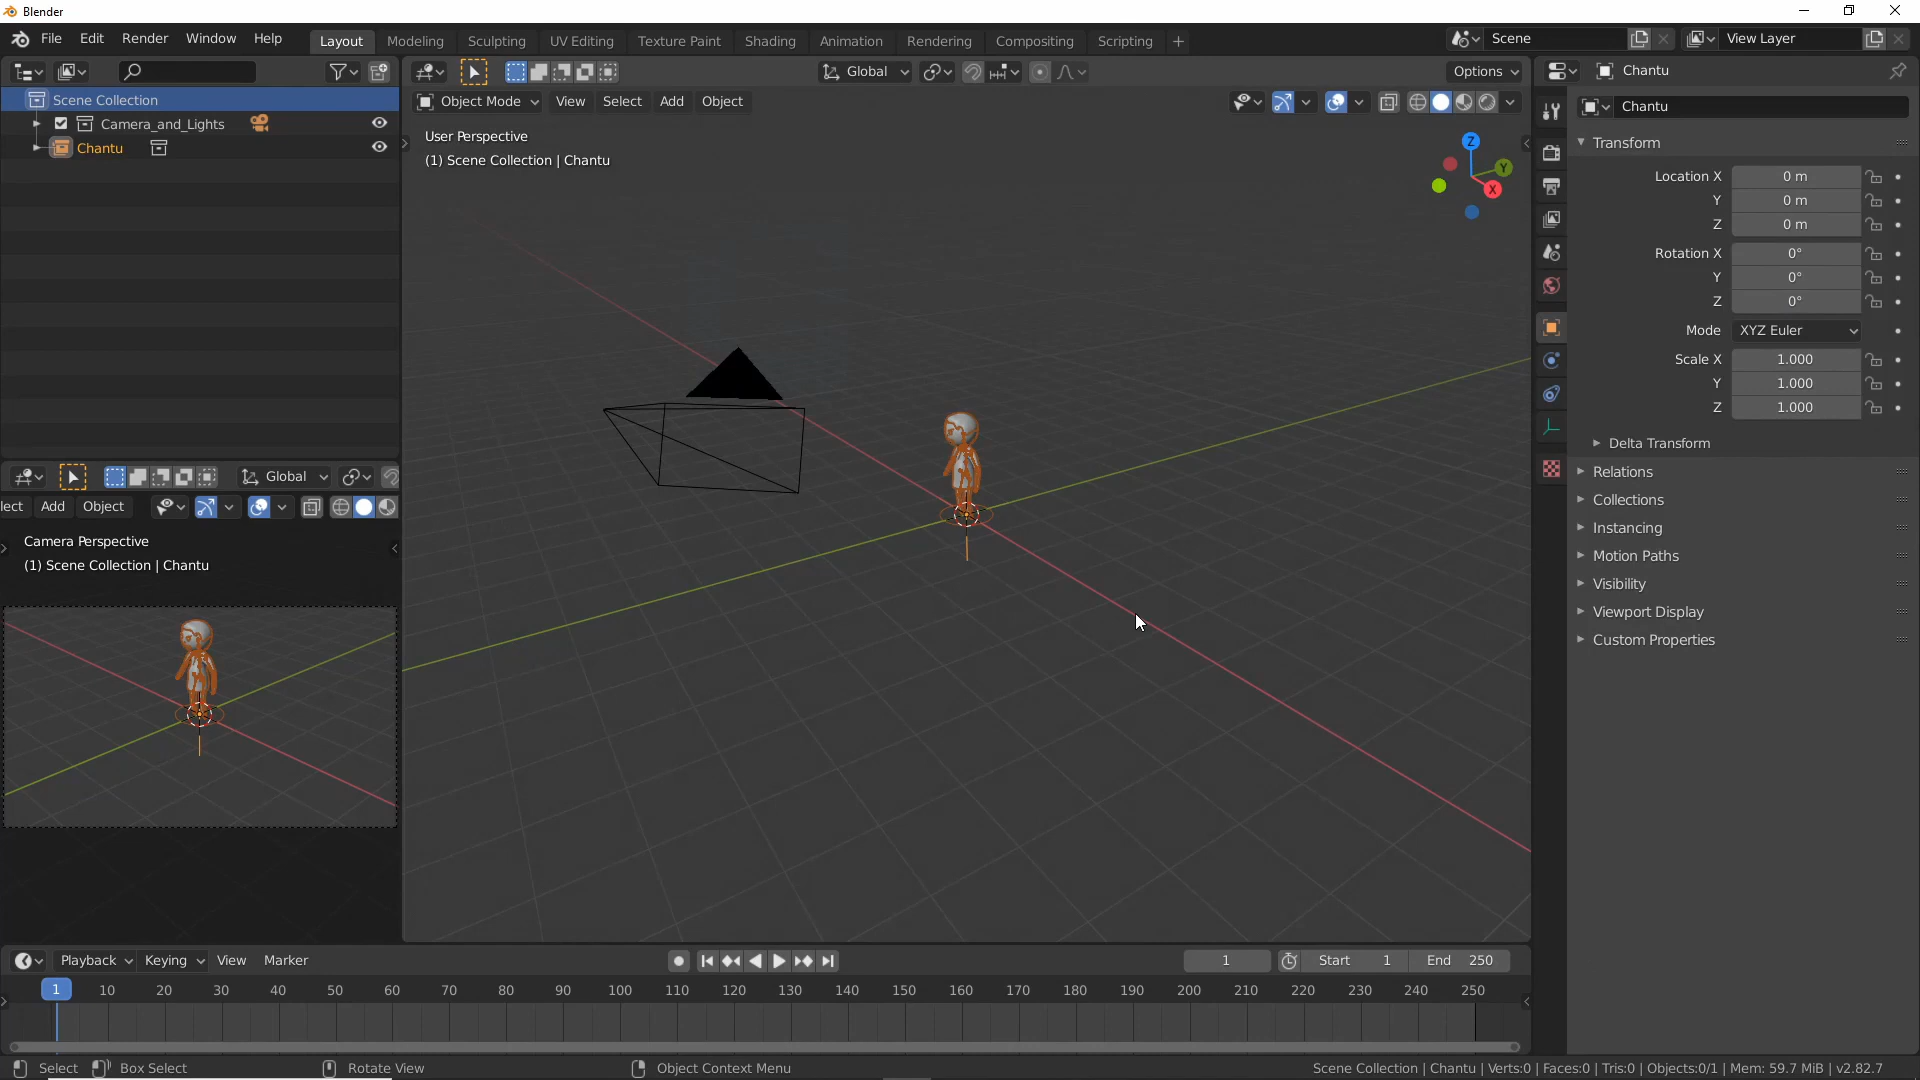 Blender
File Edit Render Window Help
Layout Modeling Sculpting UV Editing Texture Paint Shading Animation Rendering Compositing Scripting +
Scene
View Layer
Scene Collection
Camera_and_Lights
Chantu
Global
Options
Object Mode View Select Add Object
User Perspective
(1) Scene Collection | Chantu
Z
Y
X
Global
lect Add Object
Camera Perspective
(1) Scene Collection | Chantu
Chantu
Chantu
Transform
Location X 0 m
Y 0 m
Z 0 m
Rotation X 0°
Y 0°
Z 0°
Mode XYZ Euler
Scale X 1.000
Y 1.000
Z 1.000
Delta Transform
Relations
Collections
Instancing
Motion Paths
Visibility
Viewport Display
Custom Properties
Playback Keying View Marker
1 Start 1 End 250
1 10 20 30 40 50 60 70 80 90 100 110 120 130 140 150 160 170 180 190 200 210 220 230 240 250
Select Box Select Rotate View Object Context Menu
Scene Collection | Chantu | Verts:0 | Faces:0 | Tris:0 | Objects:0/1 | Mem: 59.7 MiB | v2.82.7